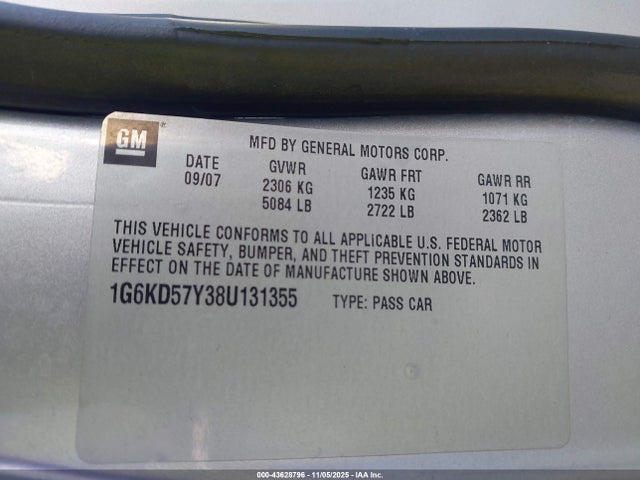 GM
MFD BY GENERAL MOTORS CORP.
DATE GVWR GAWR FRT GAWR RR
09/07 2306 KG 1235 KG 1071 KG
5084 LB 2722 LB 2362 LB
THIS VEHICLE CONFORMS TO ALL APPLICABLE U.S. FEDERAL MOTOR
VEHICLE SAFETY, BUMPER, AND THEFT PREVENTION STANDARDS IN
EFFECT ON THE DATE OF MANUFACTURE SHOWN ABOVE.
1G6KD57Y38U131355 TYPE: PASS CAR
000-43628796 - 11/05/2025 - IAA Inc.